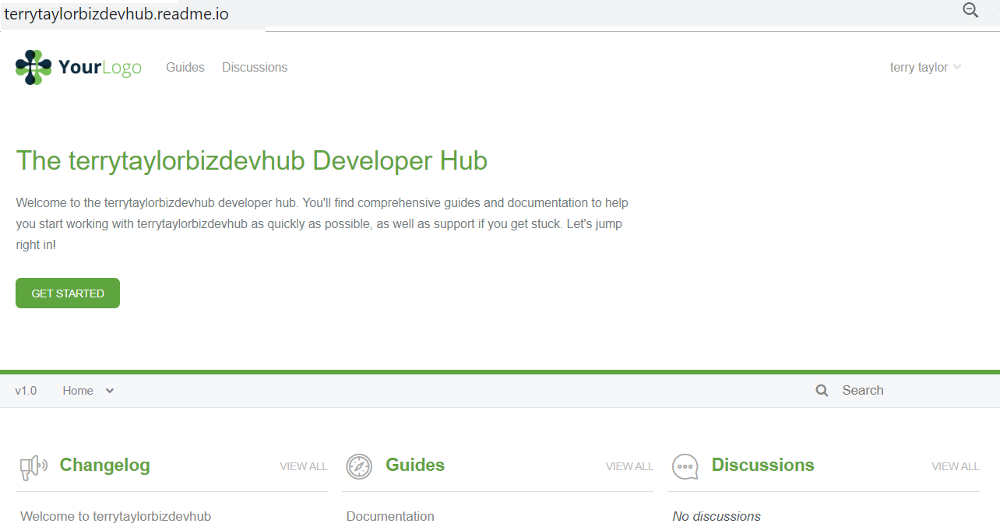 terrytaylorbizdevhub.readme.io
YourLogo Guides Discussions terry taylor
The terrytaylorbizdevhub Developer Hub
Welcome to the terrytaylorbizdevhub developer hub. You'll find comprehensive guides and documentation to help
you start working with terrytaylorbizdevhub as quickly as possible, as well as support if you get stuck. Let's jump
right in!
GET STARTED
v1.0 Home Search
Changelog VIEW ALL Guides VIEW ALL Discussions VIEW ALL
Welcome to terrytaylorbizdevhub Documentation No discussions